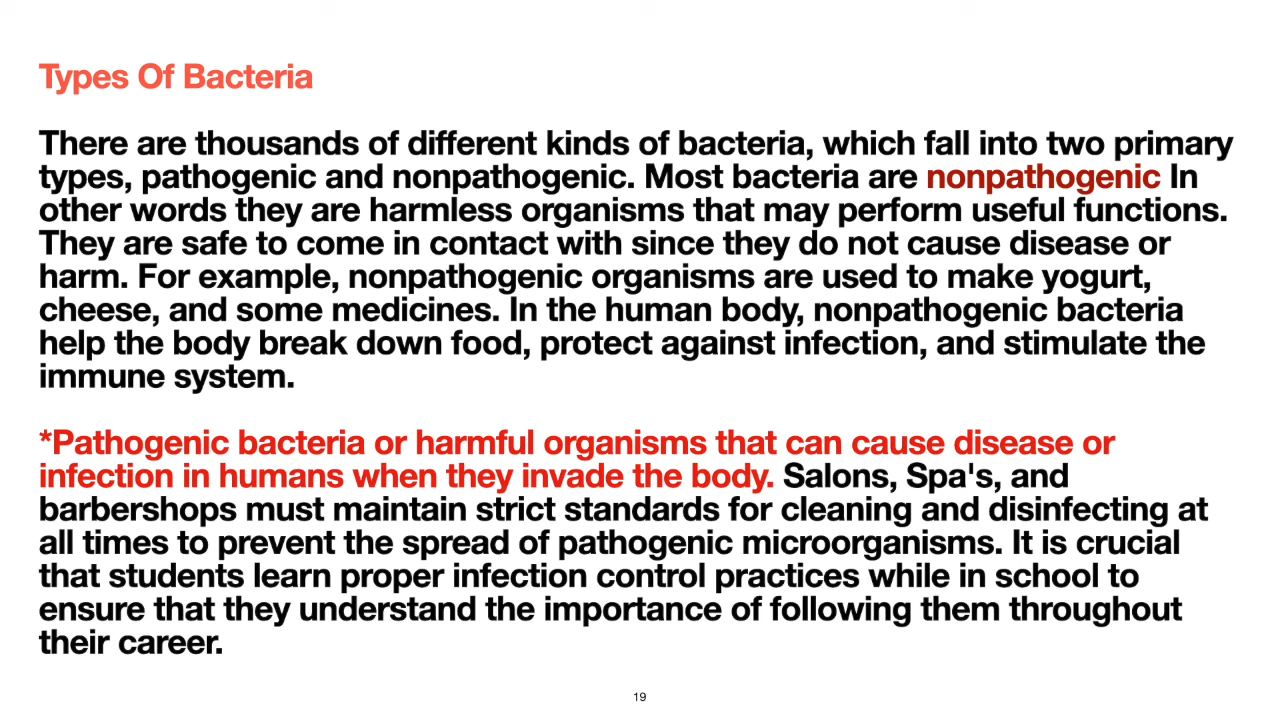 Types Of Bacteria
There are thousands of different kinds of bacteria, which fall into two primary
types, pathogenic and nonpathogenic. Most bacteria are nonpathogenic In
other words they are harmless organisms that may perform useful functions.
They are safe to come in contact with since they do not cause disease or
harm. For example, nonpathogenic organisms are used to make yogurt,
cheese, and some medicines. In the human body, nonpathogenic bacteria
help the body break down food, protect against infection, and stimulate the
immune system.
*Pathogenic bacteria or harmful organisms that can cause disease or
infection in humans when they invade the body. Salons, Spa's, and
barbershops must maintain strict standards for cleaning and disinfecting at
all times to prevent the spread of pathogenic microorganisms. It is crucial
that students learn proper infection control practices while in school to
ensure that they understand the importance of following them throughout
their career.
19